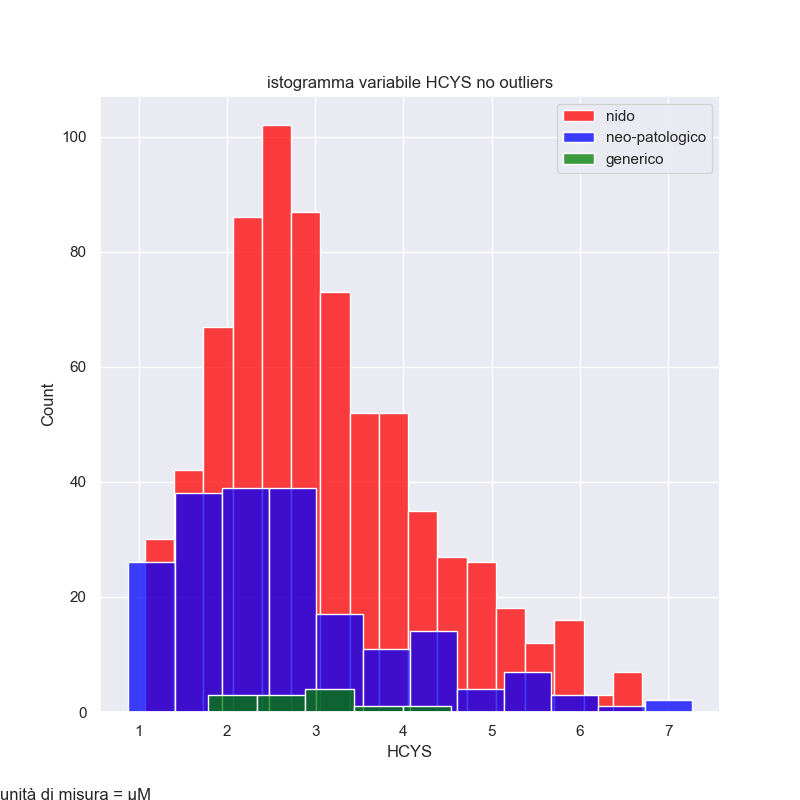 istogramma variabile HCYS no outliers
nido
neo-patologico
generico
Count
100
80
60
40
20
0
1 2 3 4 5 6 7
HCYS
unità di misura = μM